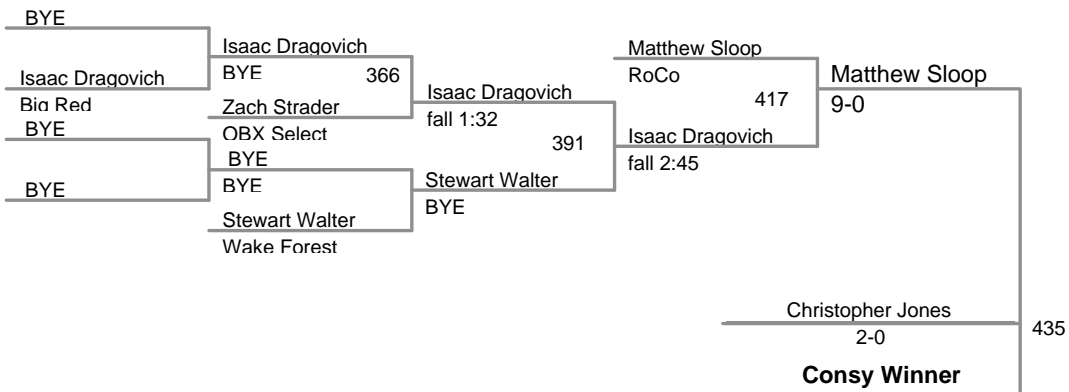 BYE
Isaac Dragovich
Big Red
BYE
BYE
Isaac Dragovich
BYE
366
Zach Strader
OBX Select
BYE
BYE
Stewart Walter
Wake Forest
Isaac Dragovich
fall 1:32
391
Stewart Walter
BYE
Matthew Sloop
RoCo
417
Isaac Dragovich
fall 2:45
Matthew Sloop
9-0
Christopher Jones
2-0
435
Consy Winner